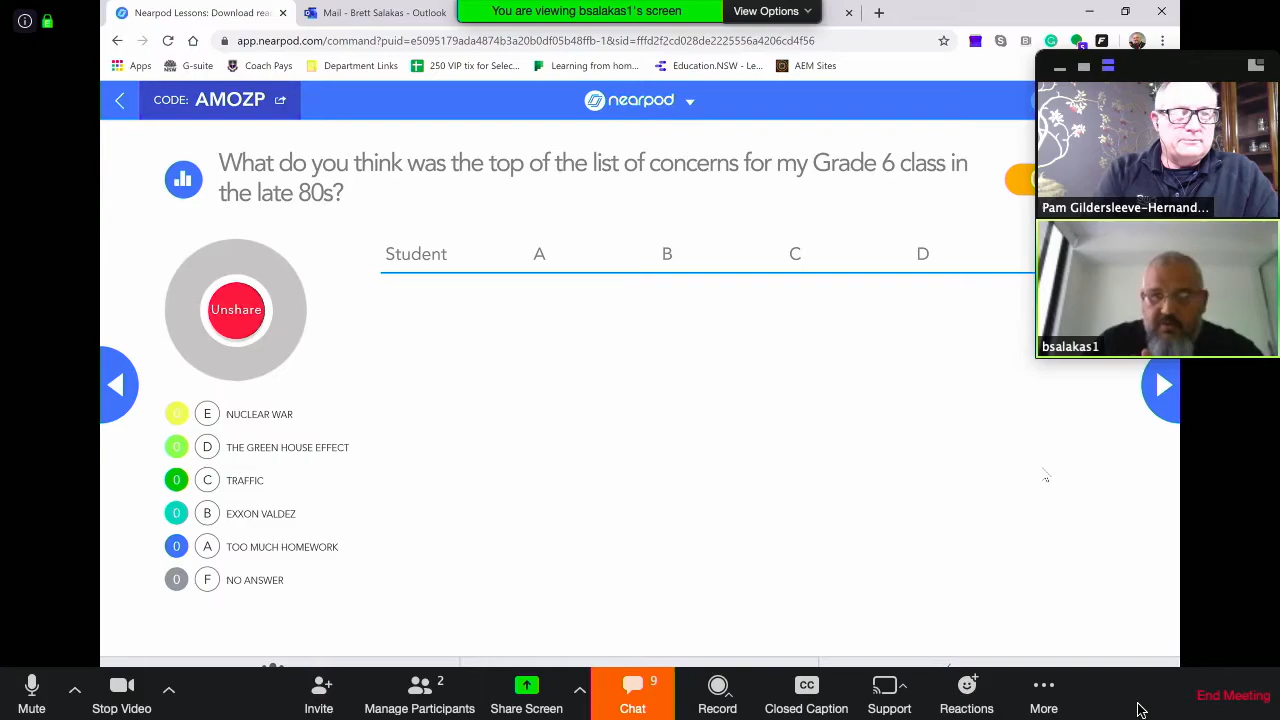 Nearpod Lessons: Download rea
Mail - Brett Salakas - Outlook
You are viewing bsalakas1's screen
View Options
app.nearpod.com/command?nuid=e5095179ada4874b3a20b0df05b48ffb-1&sid=fffd2f2cd028de2225556a4206cd4f56
Apps
G-suite
Coach Pays
Department Links
250 VIP tix for Selec...
Learning from hom...
Education.NSW - Le...
AEM Sites
CODE: AMOZP
nearpod
What do you think was the top of the list of concerns for my Grade 6 class in
the late 80s?
Pam Gildersleeve-Hernand...
bsalakas1
Student A B C D
Unshare
0 E NUCLEAR WAR
0 D THE GREEN HOUSE EFFECT
0 C TRAFFIC
0 B EXXON VALDEZ
0 A TOO MUCH HOMEWORK
0 F NO ANSWER
2
9
CC
Mute
Stop Video
Invite
Manage Participants
Share Screen
Chat
Record
Closed Caption
Support
Reactions
More
End Meeting